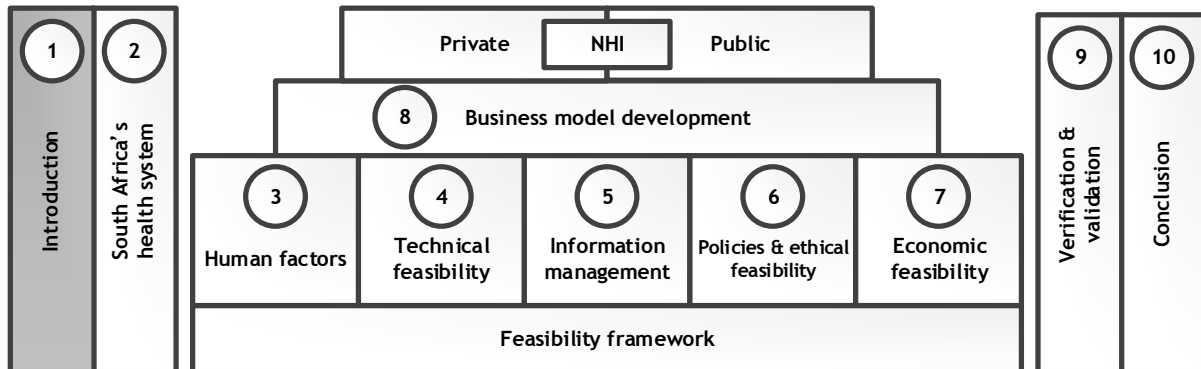 1
Introduction
2
South Africa's
health system
Private
NHI
Public
8
Business model development
3
Human factors
4
Technical
feasibility
5
Information
management
6
Policies & ethical
feasibility
7
Economic
feasibility
Feasibility framework
9
Verification &
validation
10
Conclusion